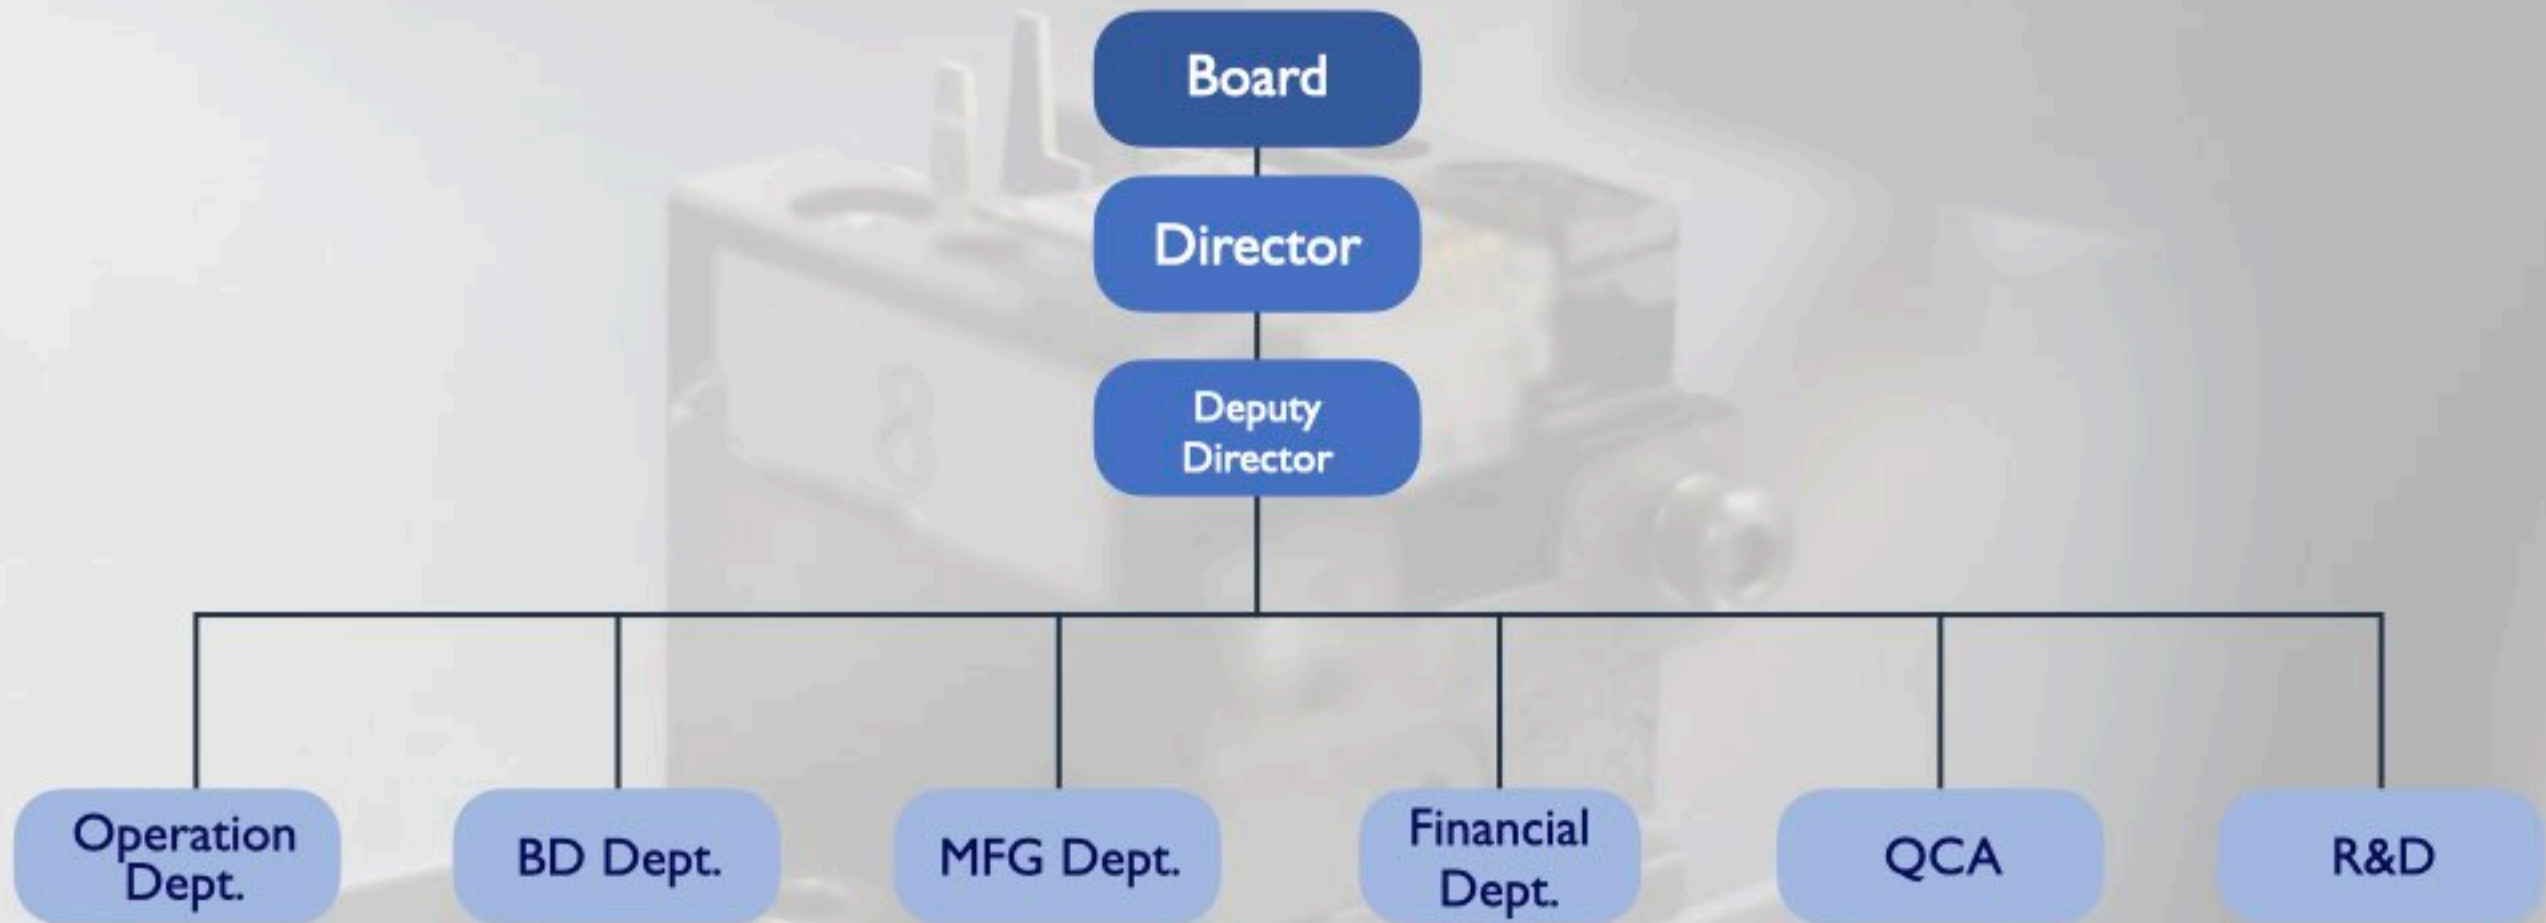 Board
Director
Deputy
Director
Operation
Dept.
BD Dept.
MFG Dept.
Financial
Dept.
QCA
R&D